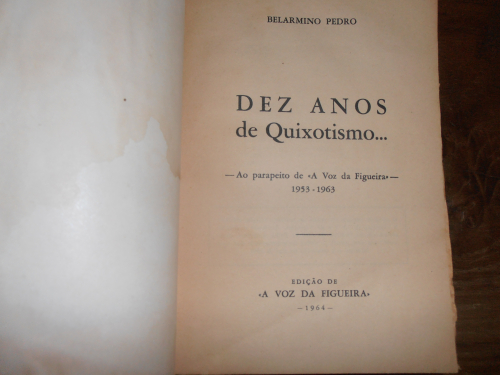 BELARMINO PEDRO
DEZ ANOS
de Quixotismo...
— Ao parapeito de «A Voz da Figueira» —
1953 - 1963
EDIÇÃO DE
«A VOZ DA FIGUEIRA»
— 1964 —